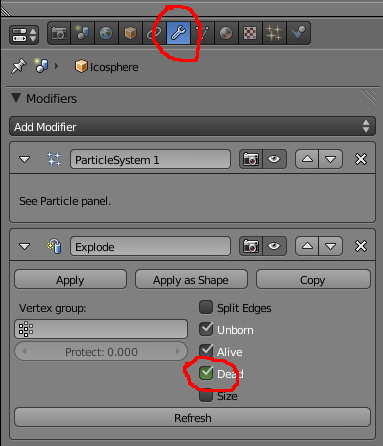 Icosphere
Modifiers
Add Modifier
ParticleSystem 1
See Particle panel.
Explode
Apply
Apply as Shape
Copy
Vertex group:
Split Edges
Unborn
Protect: 0.000
Alive
Dead
Size
Refresh